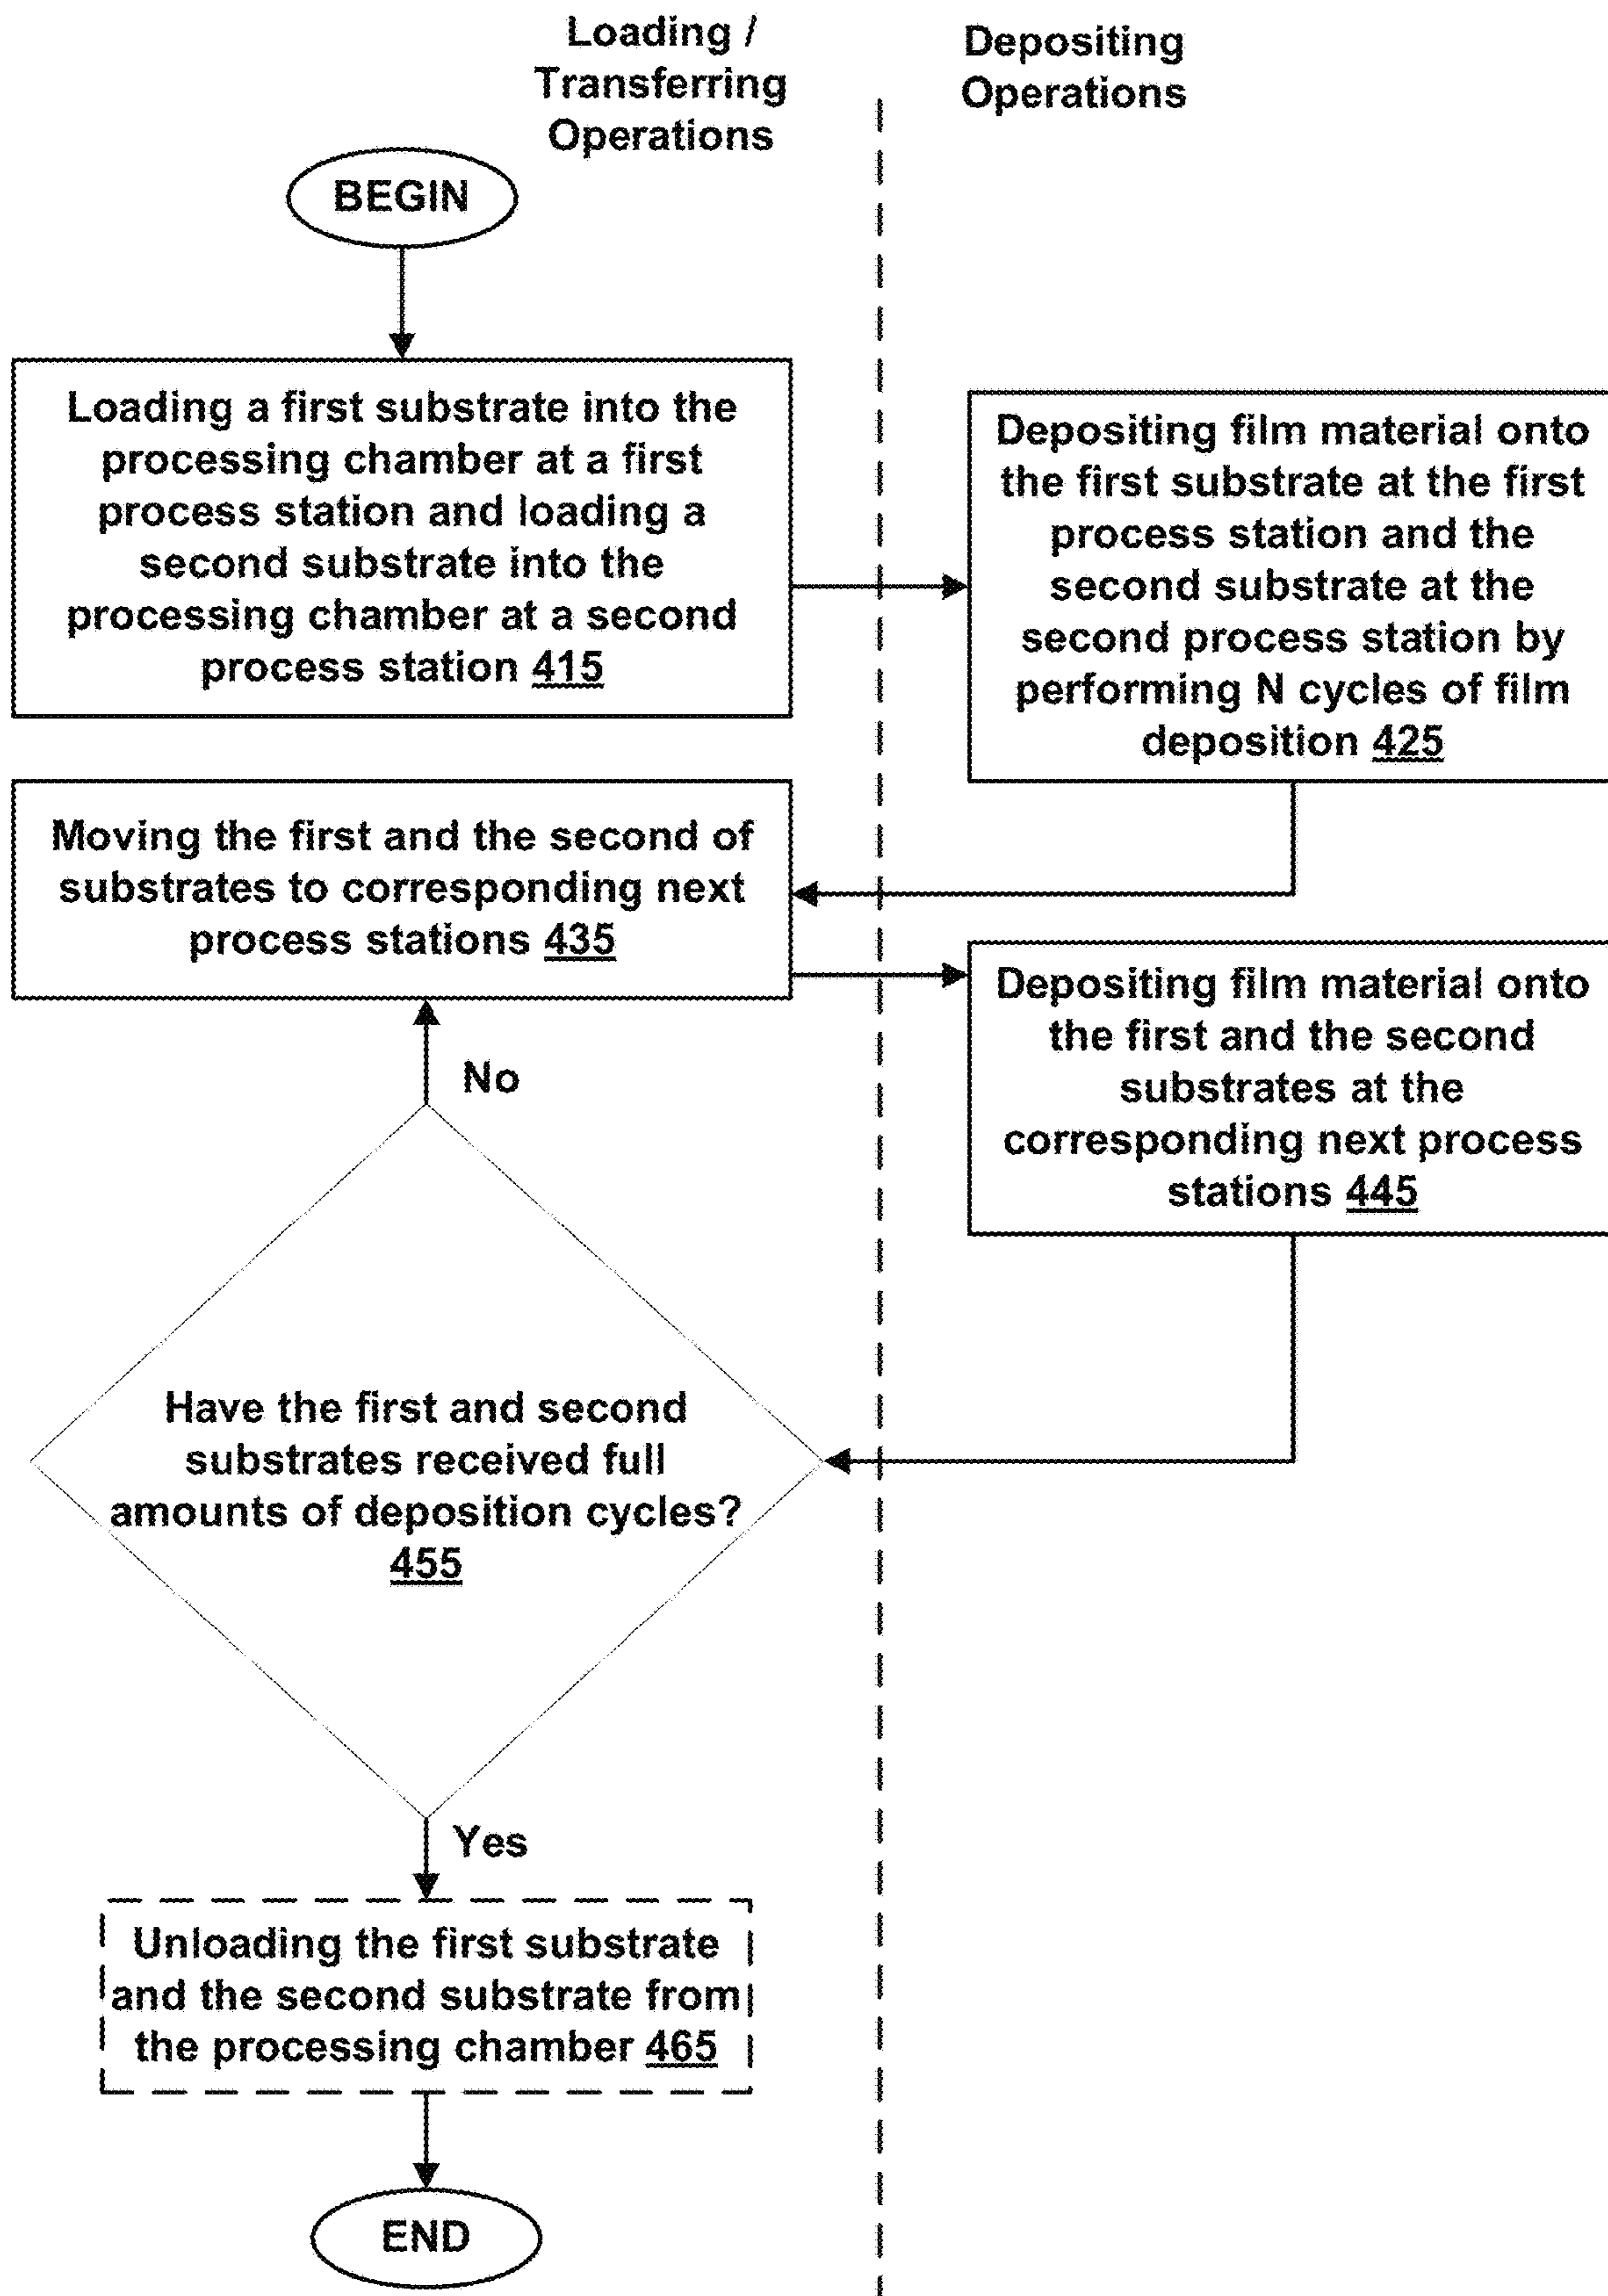 Loading /
Transferring
Operations
Depositing
Operations
BEGIN
Loading a first substrate into the
processing chamber at a first
process station and loading a
second substrate into the
processing chamber at a second
process station 415
Depositing film material onto
the first substrate at the first
process station and the
second substrate at the
second process station by
performing N cycles of film
deposition 425
Moving the first and the second of
substrates to corresponding next
process stations 435
Depositing film material onto
the first and the second
substrates at the
corresponding next process
stations 445
No
Have the first and second
substrates received full
amounts of deposition cycles?
455
Yes
Unloading the first substrate
and the second substrate from
the processing chamber 465
END